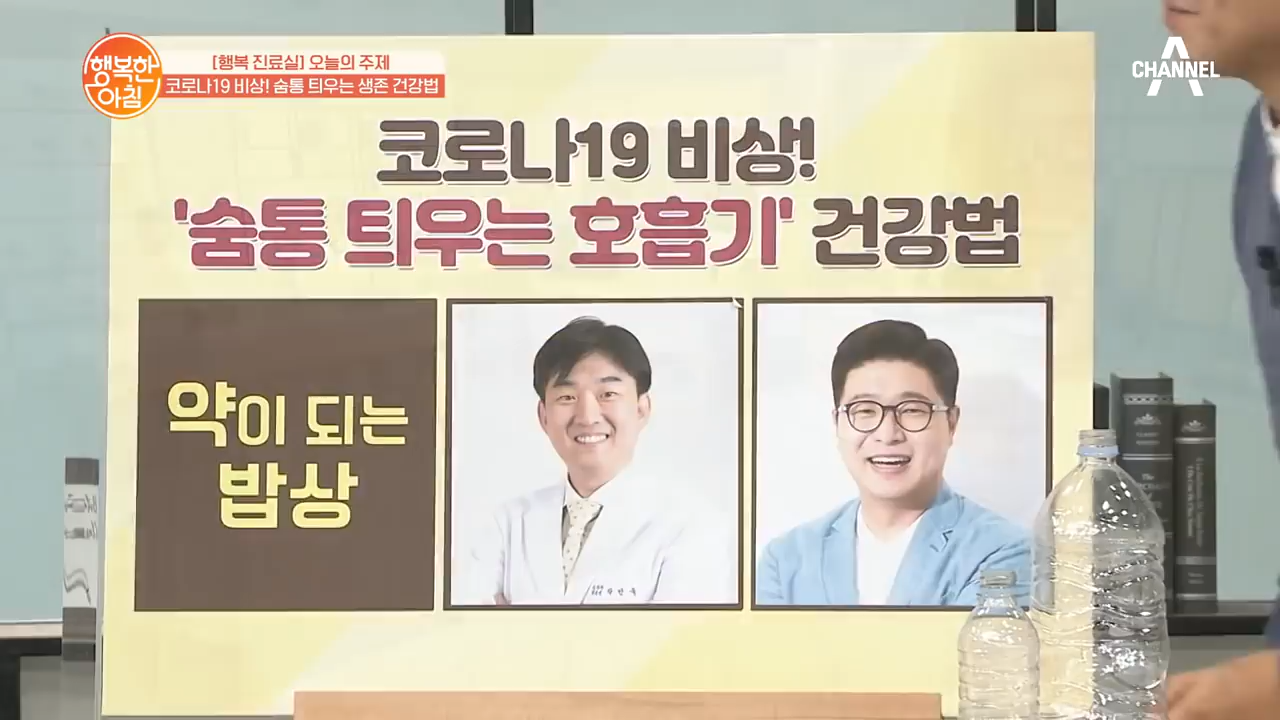 행복한
아침
[행복 진료실] 오늘의 주제
코로나19 비상! 숨통 틔우는 생존 건강법
CHANNEL A
코로나19 비상!
'숨통 틔우는 호흡기' 건강법
약이 되는
밥상